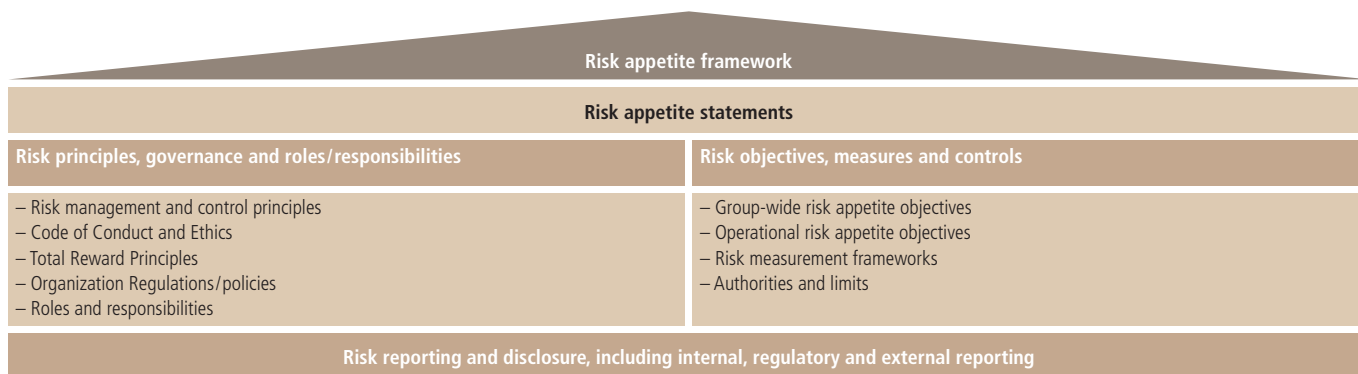 Risk appetite framework
Risk appetite statements
Risk principles, governance and roles/responsibilities
– Risk management and control principles
– Code of Conduct and Ethics
– Total Reward Principles
– Organization Regulations/policies
– Roles and responsibilities
Risk objectives, measures and controls
– Group-wide risk appetite objectives
– Operational risk appetite objectives
– Risk measurement frameworks
– Authorities and limits
Risk reporting and disclosure, including internal, regulatory and external reporting